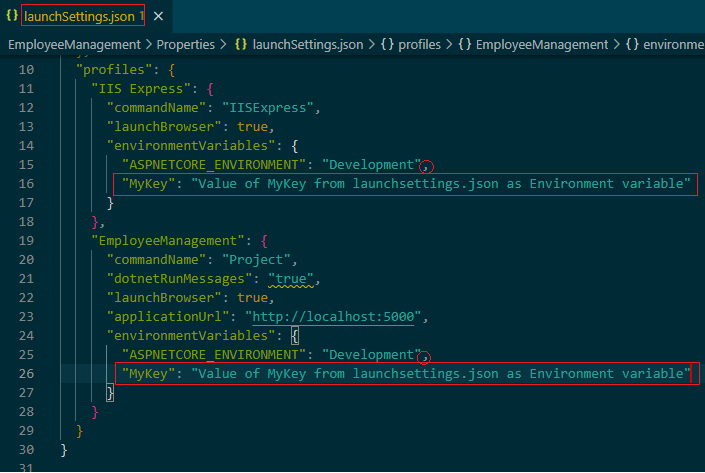 {} launchSettings.json 1 ×
EmployeeManagement > Properties > {} launchSettings.json > {} profiles > {} EmployeeManagement > {} environme
10 "profiles": {
11 "IIS Express": {
12 "commandName": "IISExpress",
13 "launchBrowser": true,
14 "environmentVariables": {
15 "ASPNETCORE_ENVIRONMENT": "Development",
16 "MyKey": "Value of MyKey from launchsettings.json as Environment variable"
17 }
18 },
19 "EmployeeManagement": {
20 "commandName": "Project",
21 "dotnetRunMessages": "true",
22 "launchBrowser": true,
23 "applicationUrl": "http://localhost:5000",
24 "environmentVariables": {
25 "ASPNETCORE_ENVIRONMENT": "Development",
26 "MyKey": "Value of MyKey from launchsettings.json as Environment variable"
27 }
28 }
29 }
30 }
31